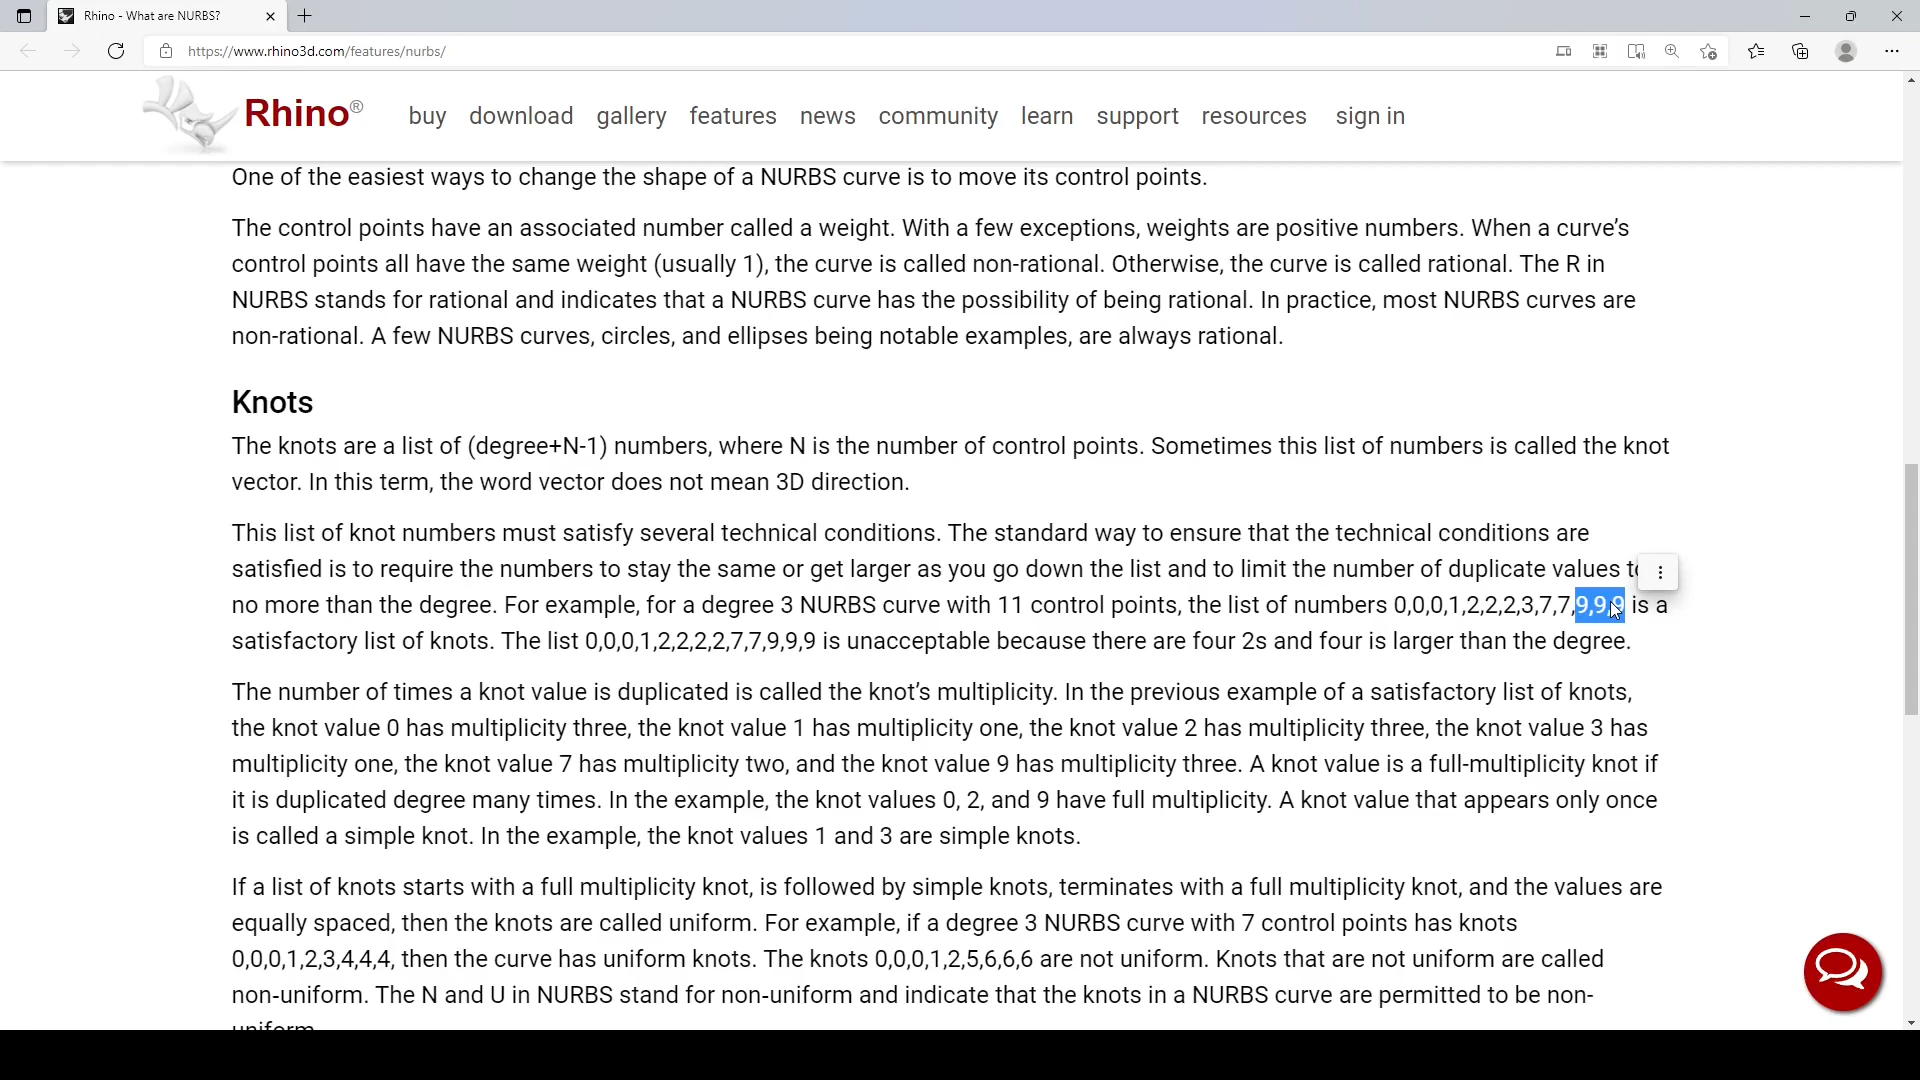 Rhino - What are NURBS?
https://www.rhino3d.com/features/nurbs/
Rhino® buy download gallery features news community learn support resources sign in
One of the easiest ways to change the shape of a NURBS curve is to move its control points.
The control points have an associated number called a weight. With a few exceptions, weights are positive numbers. When a curve’s
control points all have the same weight (usually 1), the curve is called non-rational. Otherwise, the curve is called rational. The R in
NURBS stands for rational and indicates that a NURBS curve has the possibility of being rational. In practice, most NURBS curves are
non-rational. A few NURBS curves, circles, and ellipses being notable examples, are always rational.
Knots
The knots are a list of (degree+N-1) numbers, where N is the number of control points. Sometimes this list of numbers is called the knot
vector. In this term, the word vector does not mean 3D direction.
This list of knot numbers must satisfy several technical conditions. The standard way to ensure that the technical conditions are
satisfied is to require the numbers to stay the same or get larger as you go down the list and to limit the number of duplicate values to
no more than the degree. For example, for a degree 3 NURBS curve with 11 control points, the list of numbers 0,0,0,1,2,2,2,3,7,7,9,9,9 is a
satisfactory list of knots. The list 0,0,0,1,2,2,2,2,7,7,9,9,9 is unacceptable because there are four 2s and four is larger than the degree.
The number of times a knot value is duplicated is called the knot’s multiplicity. In the previous example of a satisfactory list of knots,
the knot value 0 has multiplicity three, the knot value 1 has multiplicity one, the knot value 2 has multiplicity three, the knot value 3 has
multiplicity one, the knot value 7 has multiplicity two, and the knot value 9 has multiplicity three. A knot value is a full-multiplicity knot if
it is duplicated degree many times. In the example, the knot values 0, 2, and 9 have full multiplicity. A knot value that appears only once
is called a simple knot. In the example, the knot values 1 and 3 are simple knots.
If a list of knots starts with a full multiplicity knot, is followed by simple knots, terminates with a full multiplicity knot, and the values are
equally spaced, then the knots are called uniform. For example, if a degree 3 NURBS curve with 7 control points has knots
0,0,0,1,2,3,4,4,4, then the curve has uniform knots. The knots 0,0,0,1,2,5,6,6,6 are not uniform. Knots that are not uniform are called
non-uniform. The N and U in NURBS stand for non-uniform and indicate that the knots in a NURBS curve are permitted to be non-
uniform.